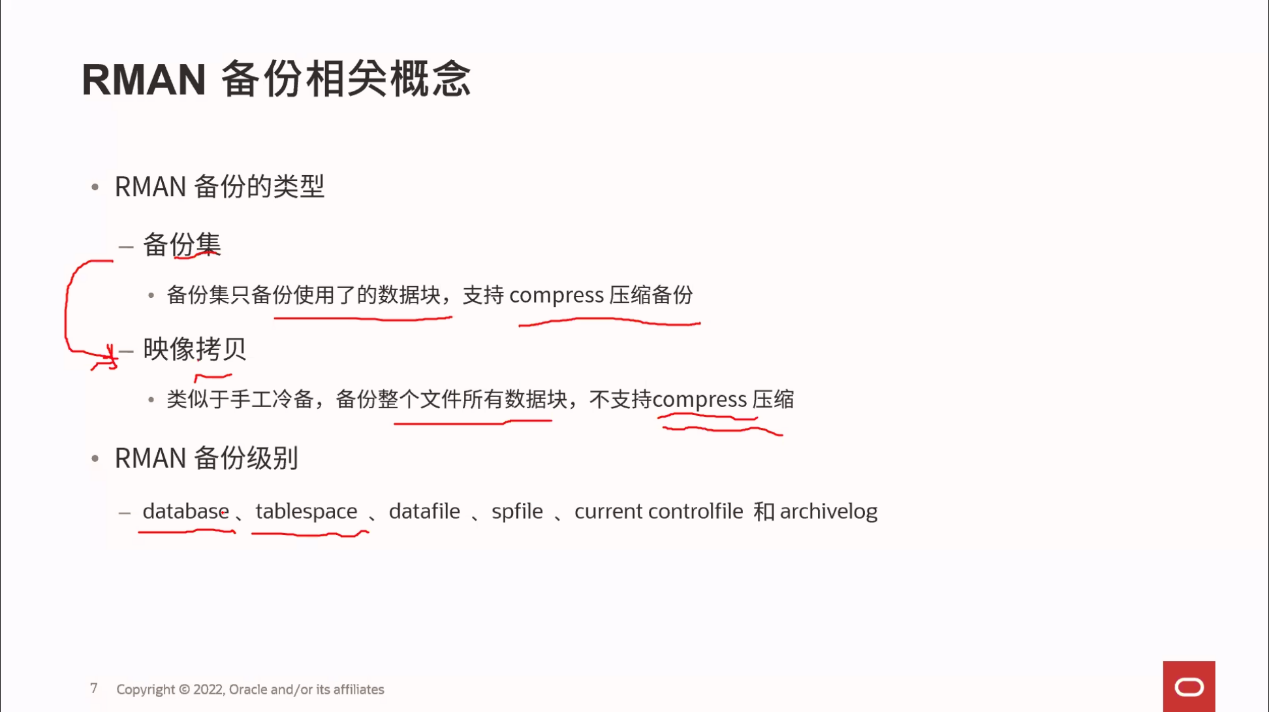 RMAN 备份相关概念
• RMAN 备份的类型
– 备份集
• 备份集只备份使用了的数据块，支持 compress 压缩备份
– 映像拷贝
• 类似于手工冷备，备份整个文件所有数据块，不支持compress 压缩
• RMAN 备份级别
– database 、tablespace 、datafile 、spfile 、current controlfile 和 archivelog
7 Copyright © 2022, Oracle and/or its affiliates